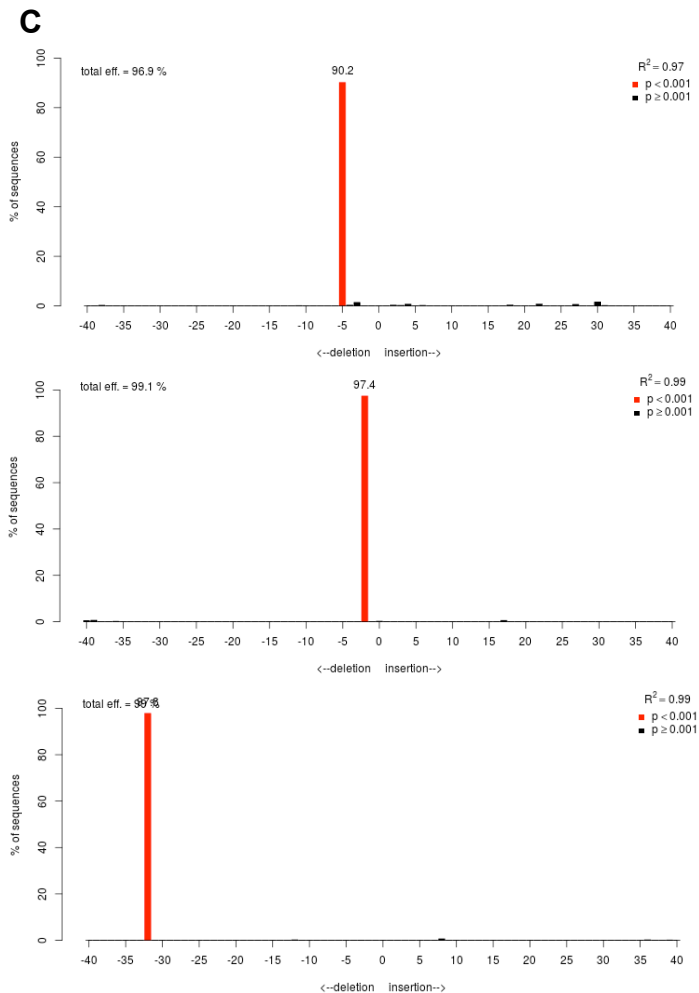 C
total eff. = 96.9 %
90.2
R² = 0.97
p < 0.001
p ≥ 0.001
% of sequences
0 20 40 60 80 100
-40 -35 -30 -25 -20 -15 -10 -5 0 5 10 15 20 25 30 35 40
<--deletion insertion-->
total eff. = 99.1 %
97.4
R² = 0.99
p < 0.001
p ≥ 0.001
% of sequences
0 20 40 60 80 100
-40 -35 -30 -25 -20 -15 -10 -5 0 5 10 15 20 25 30 35 40
<--deletion insertion-->
total eff. = 99 %
R² = 0.99
p < 0.001
p ≥ 0.001
% of sequences
0 20 40 60 80 100
-40 -35 -30 -25 -20 -15 -10 -5 0 5 10 15 20 25 30 35 40
<--deletion insertion-->